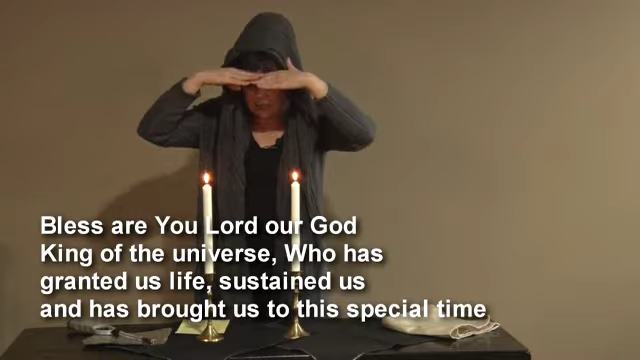 Bless are You Lord our God
King of the universe, Who has
granted us life, sustained us
and has brought us to this special time